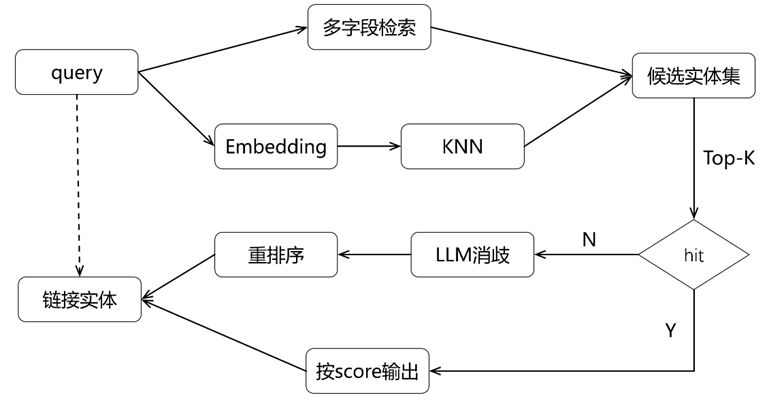 多字段检索
query
候选实体集
Embedding
KNN
Top-K
重排序
LLM消歧
N
hit
链接实体
Y
按score输出